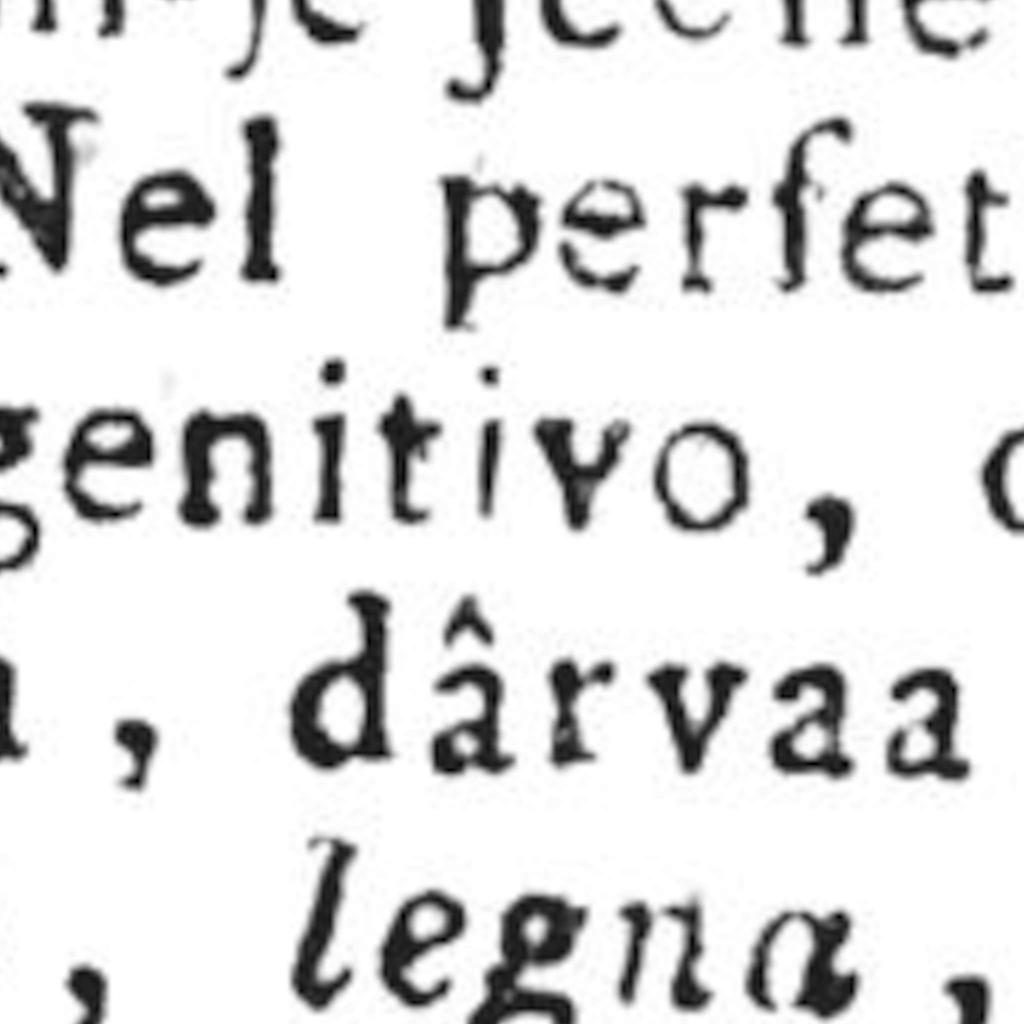 Nel perfet
genitivo, 
, dârvaa
, legna,